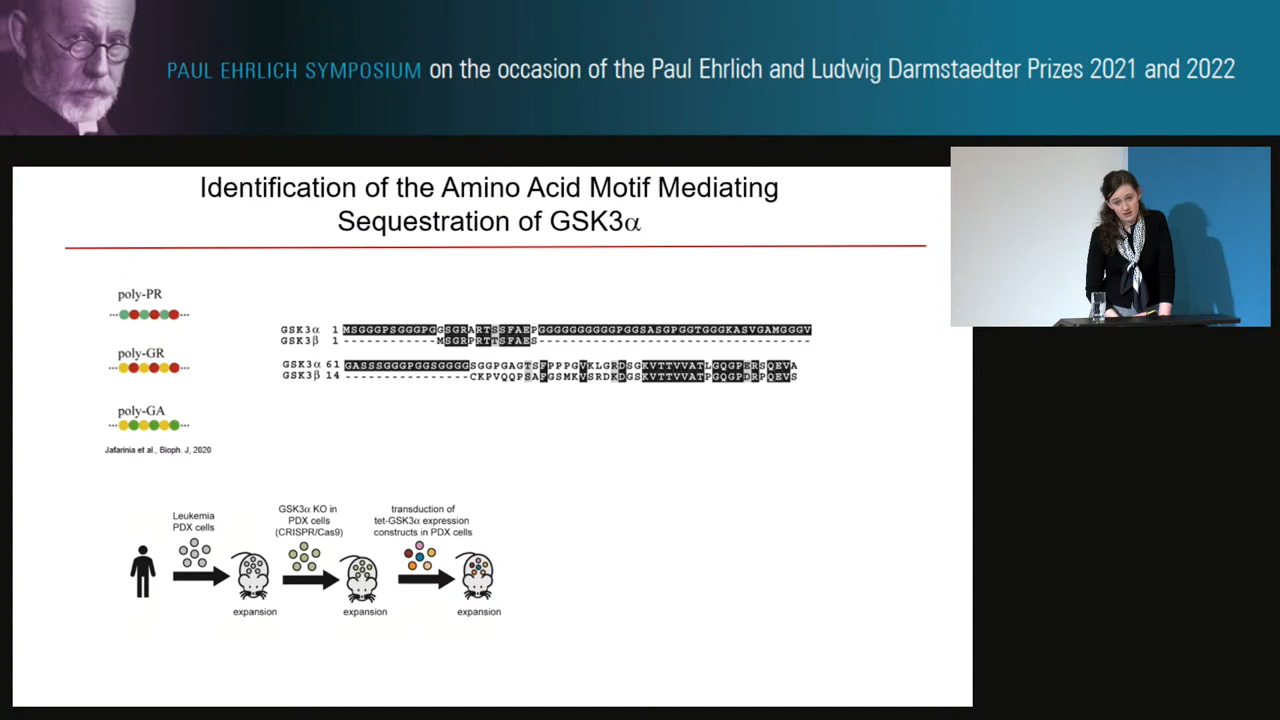 PAUL EHRLICH SYMPOSIUM on the occasion of the Paul Ehrlich and Ludwig Darmstaedter Prizes 2021 and 2022
Identification of the Amino Acid Motif Mediating
Sequestration of GSK3α
poly-PR
poly-GR
poly-GA
Jafarinia et al., Bioph. J, 2020
GSK3α 1 MSGGGPSGGGPGGSGRARTSSFAEPGGGGGGGGGGPGGSASGPGGTGGGKASVGAMGGGV
GSK3β 1 ------------MSGRPRTTSFAES-----------------------------------
GSK3α 61 GASSSGGGPGGSGGGGSGGPGAGTSFPPPGVKLGRDSGKVTTVVATLGQGPERSQEVA
GSK3β 14 ----------------CKPVQQPSAFGSMKVSRDKDGSKVTTVVATPGQGPDRPQEVS
Leukemia
PDX cells
GSK3α KO in
PDX cells
(CRISPR/Cas9)
transduction of
tet-GSK3α expression
constructs in PDX cells
expansion
expansion
expansion